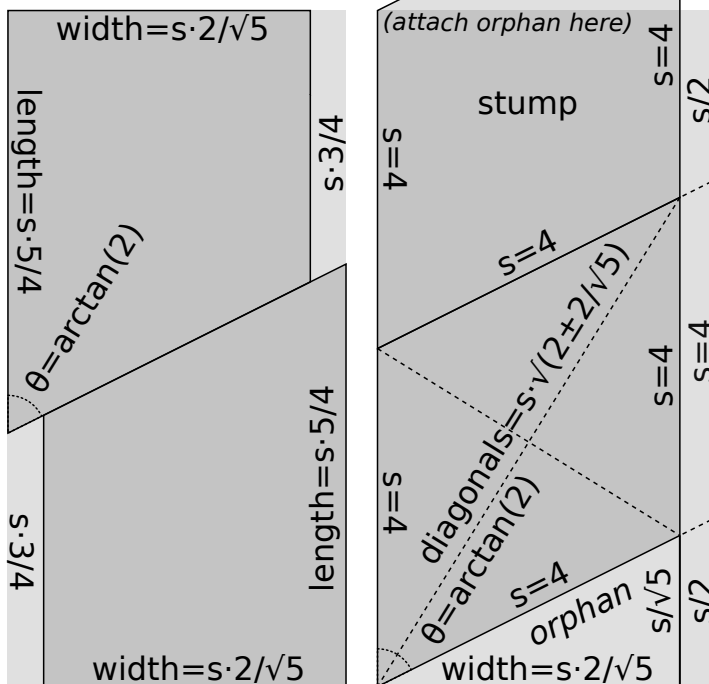 width=s·2/√5
length=s·5/4
s·3/4
θ=arctan(2)
length=s·5/4
s·3/4
width=s·2/√5
(attach orphan here)
s=4
s/2
stump
s=4
s=4
diagonals=s·√(2±2/√5)
s=4
s=4
s=4
θ=arctan(2)
s=4
orphan
s/√5
s/2
width=s·2/√5